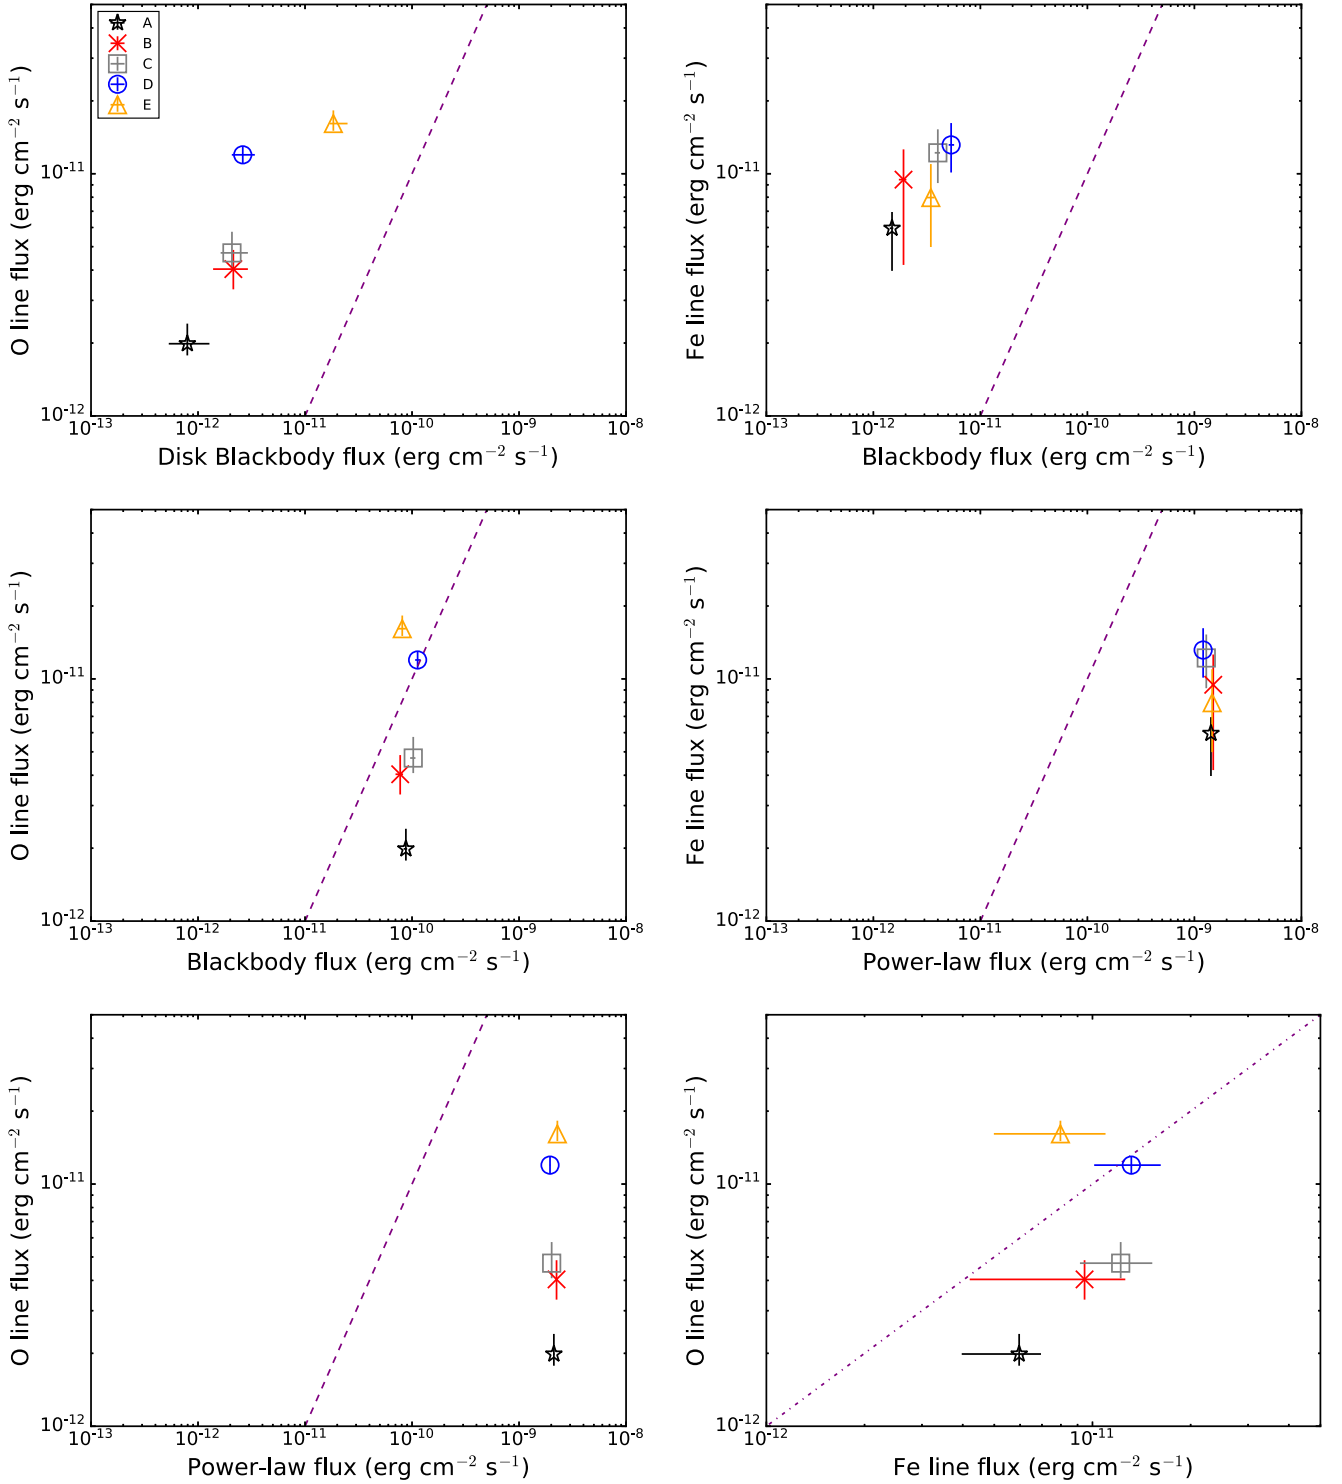 A
B
C
D
E
O line flux (erg cm⁻² s⁻¹)
10⁻¹¹
10⁻¹²
10⁻¹³ 10⁻¹² 10⁻¹¹ 10⁻¹⁰ 10⁻⁹ 10⁻⁸
Disk Blackbody flux (erg cm⁻² s⁻¹)
Fe line flux (erg cm⁻² s⁻¹)
10⁻¹¹
10⁻¹²
10⁻¹³ 10⁻¹² 10⁻¹¹ 10⁻¹⁰ 10⁻⁹ 10⁻⁸
Blackbody flux (erg cm⁻² s⁻¹)
O line flux (erg cm⁻² s⁻¹)
10⁻¹¹
10⁻¹²
10⁻¹³ 10⁻¹² 10⁻¹¹ 10⁻¹⁰ 10⁻⁹ 10⁻⁸
Blackbody flux (erg cm⁻² s⁻¹)
Fe line flux (erg cm⁻² s⁻¹)
10⁻¹¹
10⁻¹²
10⁻¹³ 10⁻¹² 10⁻¹¹ 10⁻¹⁰ 10⁻⁹ 10⁻⁸
Power-law flux (erg cm⁻² s⁻¹)
O line flux (erg cm⁻² s⁻¹)
10⁻¹¹
10⁻¹²
10⁻¹³ 10⁻¹² 10⁻¹¹ 10⁻¹⁰ 10⁻⁹ 10⁻⁸
Power-law flux (erg cm⁻² s⁻¹)
O line flux (erg cm⁻² s⁻¹)
10⁻¹¹
10⁻¹²
10⁻¹² 10⁻¹¹
Fe line flux (erg cm⁻² s⁻¹)